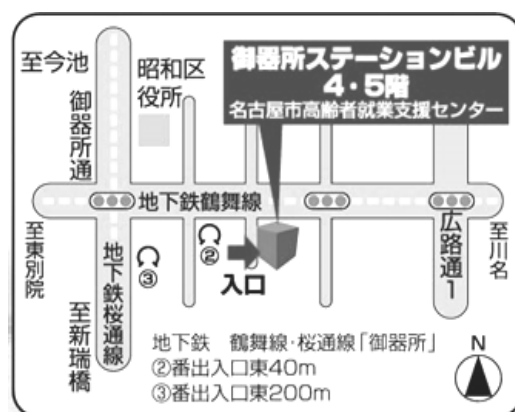 至今池
御器所通
昭和区
役所
御器所ステーションビル
4・5階
名古屋市高齢者就業支援センター
地下鉄鶴舞線
至東別院
地下鉄桜通線
至新瑞橋
③
②
入口
広路通1
至川名
地下鉄 鶴舞線・桜通線「御器所」
②番出入口東40m
③番出入口東200m
N